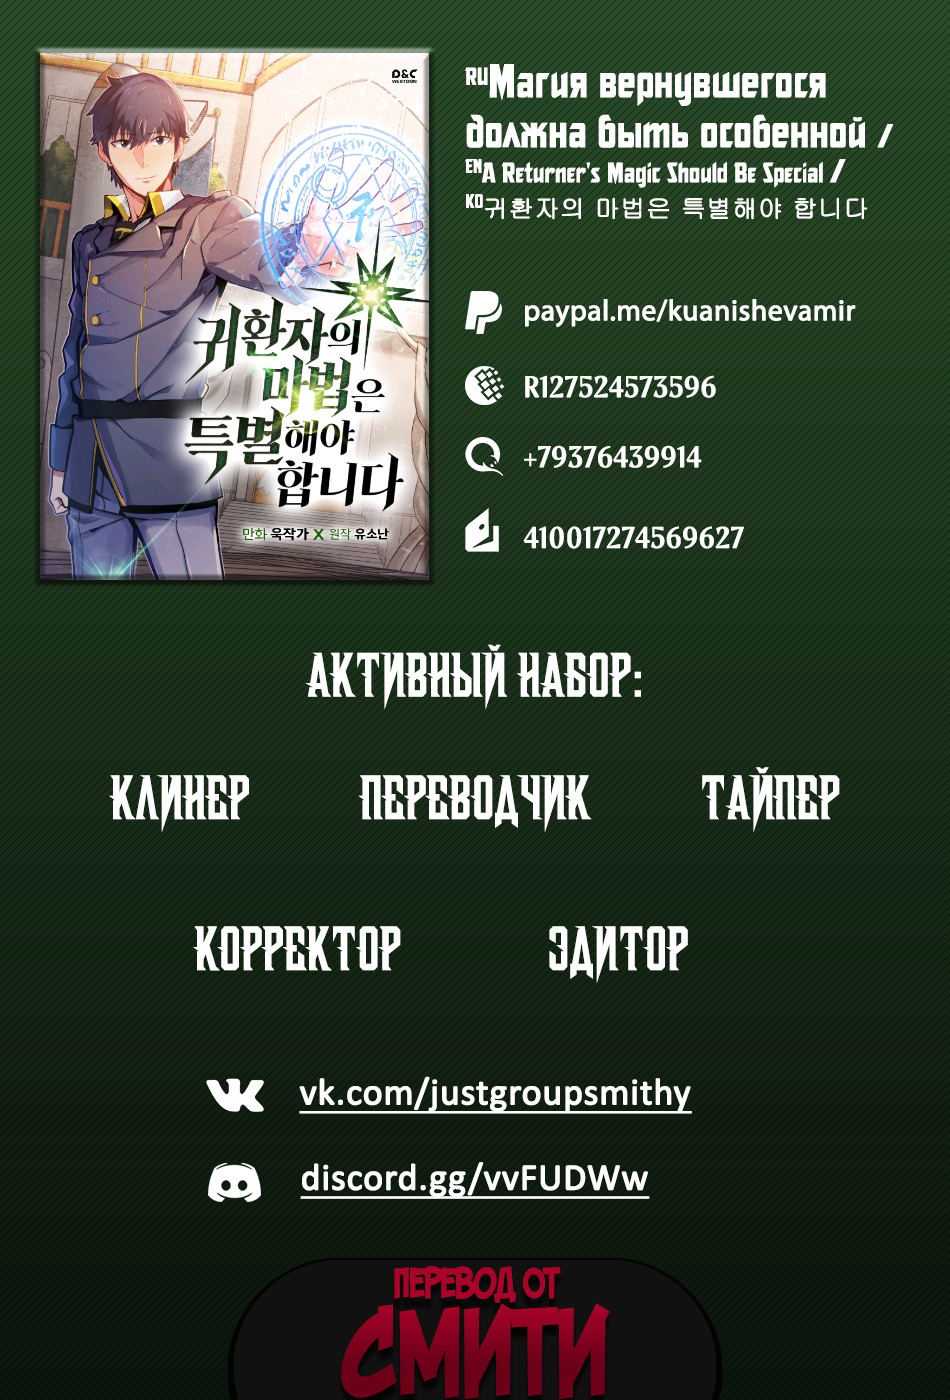 D&C
WEBTOON
귀환자의
마법은
특별해야
합니다
만화 욱작가 X 원작 유소난
RUМагия вернувшегося
должна быть особенной /
ENA Returner's Magic Should Be Special /
KO귀환자의 마법은 특별해야 합니다
paypal.me/kuanishevamir
R127524573596
+79376439914
410017274569627
АКТИВНЫЙ НАБОР:
КЛИНЕР ПЕРЕВОДЧИК ТАЙПЕР
КОРРЕКТОР ЭДИТОР
vk.com/justgroupsmithy
discord.gg/vvFUDWw
ПЕРЕВОД ОТ
СМИТИ